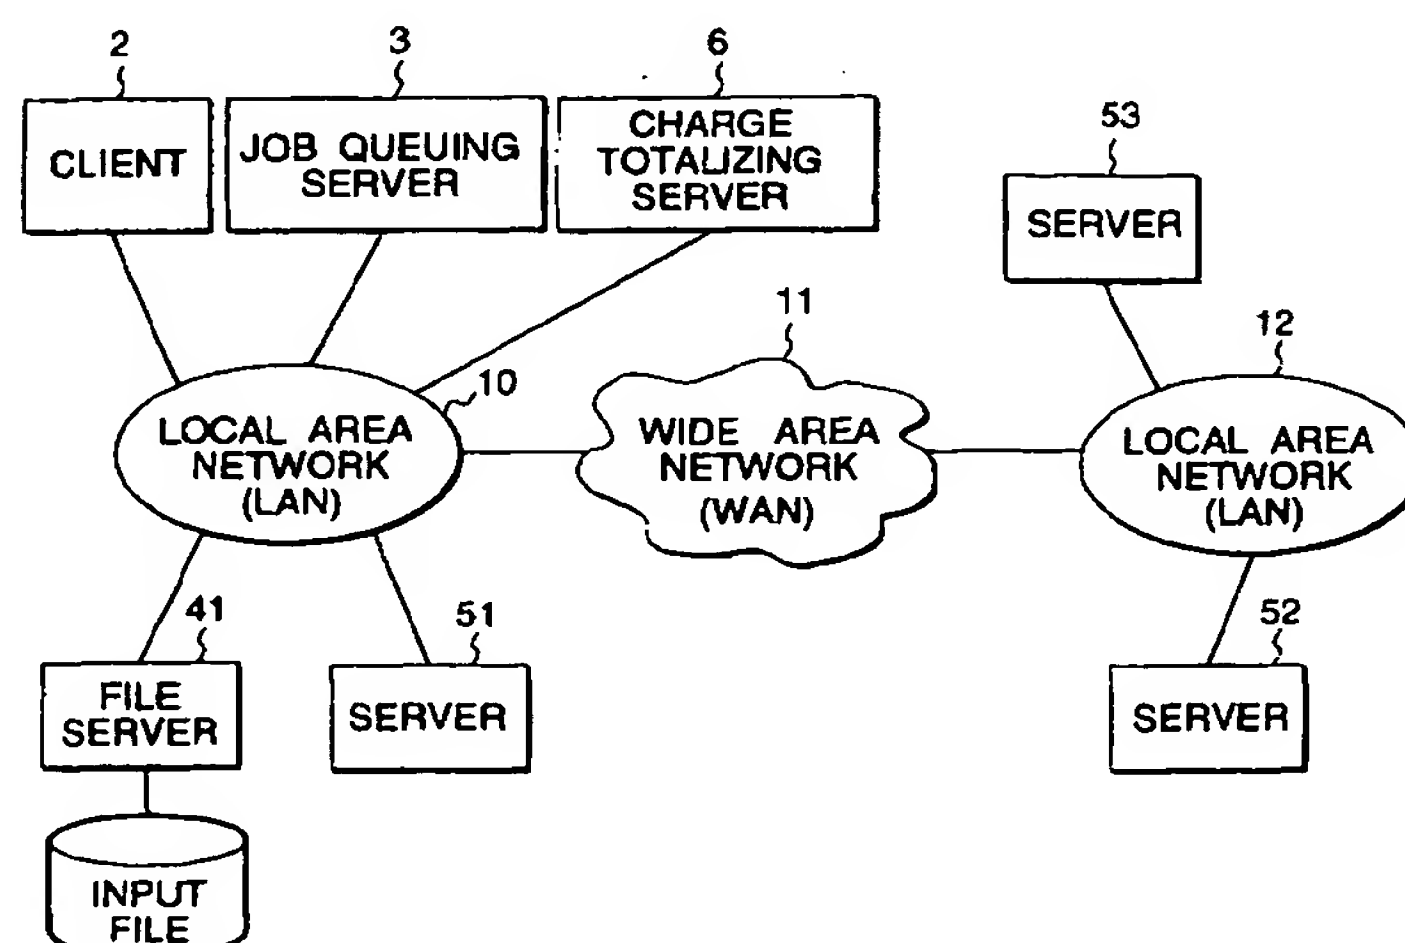 2
3
6
CLIENT
JOB QUEUING
SERVER
CHARGE
TOTALIZING
SERVER
53
SERVER
11
12
10
LOCAL AREA
NETWORK
(LAN)
WIDE AREA
NETWORK
(WAN)
LOCAL AREA
NETWORK
(LAN)
41
51
52
FILE
SERVER
SERVER
SERVER
INPUT
FILE